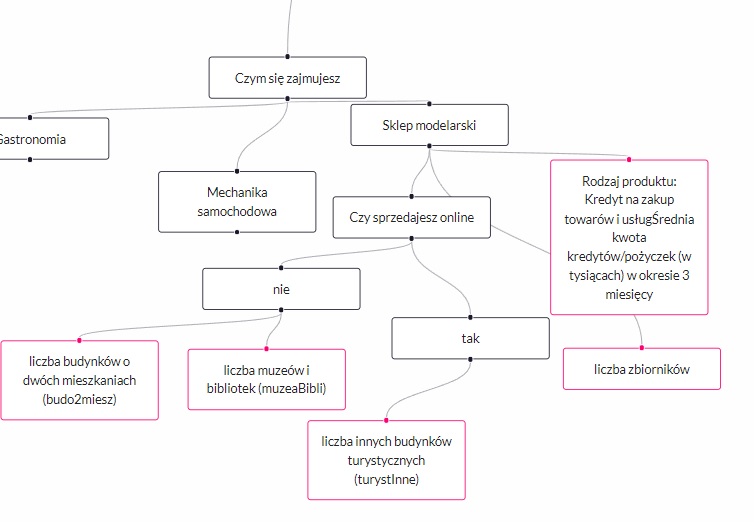 Czym się zajmujesz
Gastronomia
Sklep modelarski
Mechanika
samochodowa
Czy sprzedajesz online
Rodzaj produktu:
Kredyt na zakup
towarów i usługŚrednia
kwota
kredytów/pożyczek (w
tysiącach) w okresie 3
miesięcy
nie
tak
liczba budynków o
dwóch mieszkaniach
(budo2miesz)
liczba muzeów i
bibliotek (muzeaBibli)
liczba zbiorników
liczba innych budynków
turystycznych
(turystInne)